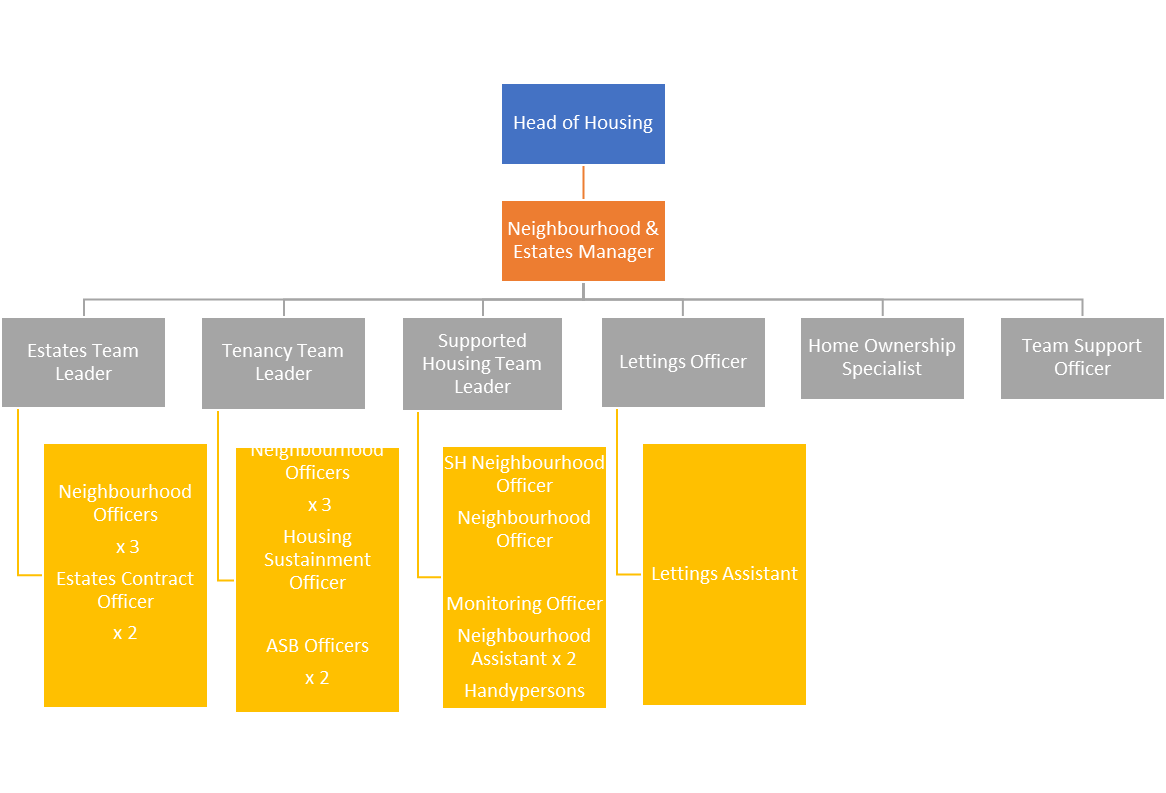 Head of Housing
Neighbourhood &
Estates Manager
Estates Team
Leader
Tenancy Team
Leader
Supported
Housing Team
Leader
Lettings Officer
Home Ownership
Specialist
Team Support
Officer
Neighbourhood
Officers
x 3
Estates Contract
Officer
x 2
Neighbourhood
Officers
x 3
Housing
Sustainment
Officer
ASB Officers
x 2
SH Neighbourhood
Officer
Neighbourhood
Officer
Monitoring Officer
Neighbourhood
Assistant x 2
Handypersons
Lettings Assistant